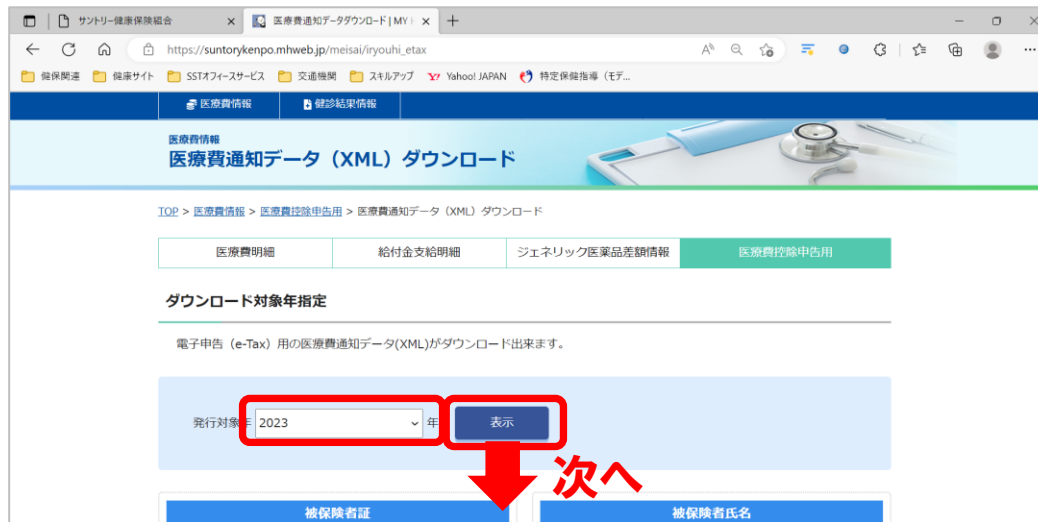 サントリー健康保険組合
医療費通知データダウンロード | MY H
https://suntorykenpo.mhweb.jp/meisai/iryouhi_etax
健保関連 健康サイト SSTオフィースサービス 交通機関 スキルアップ Yahoo! JAPAN 特定保健指導（モデ...
医療費情報 健診結果情報
医療費情報
医療費通知データ（XML）ダウンロード
TOP > 医療費情報 > 医療費控除申告用 > 医療費通知データ（XML）ダウンロード
医療費明細 給付金支給明細 ジェネリック医薬品差額情報 医療費控除申告用
ダウンロード対象年指定
電子申告（e-Tax）用の医療費通知データ(XML)がダウンロード出来ます。
発行対象年 2023 年 表示
次へ
被保険者証 被保険者氏名